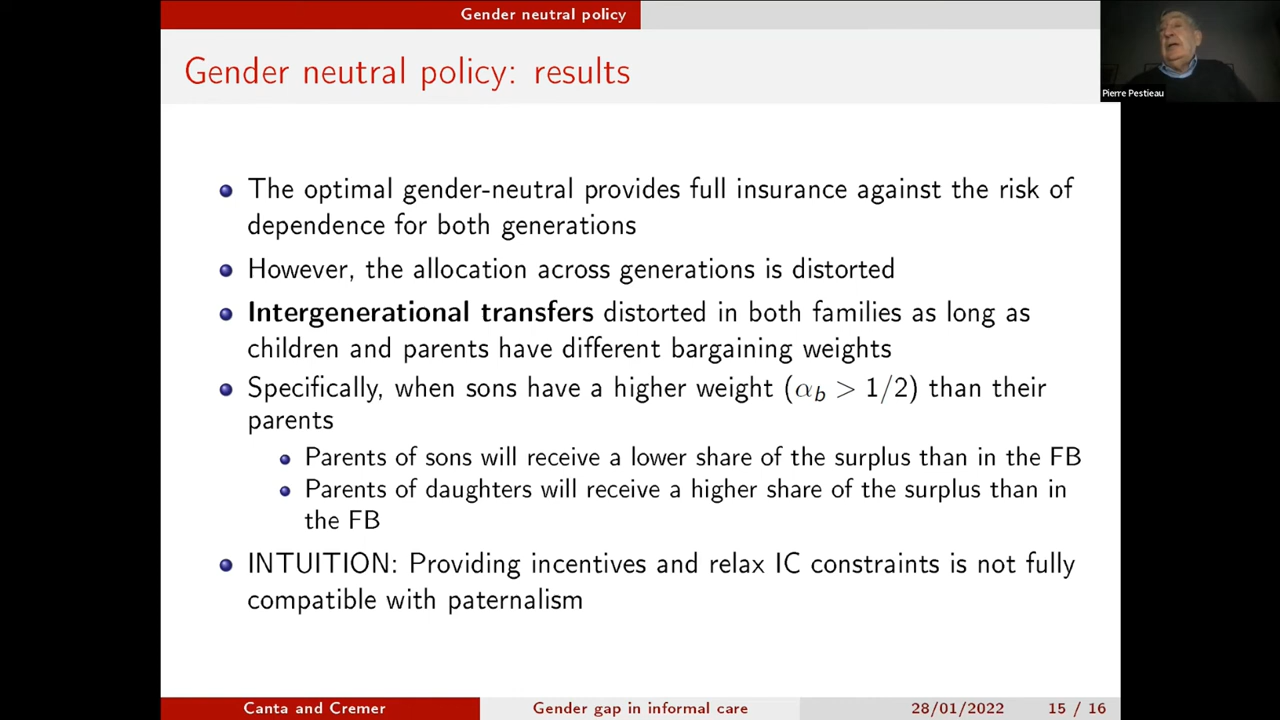 Gender neutral policy
Gender neutral policy: results
Pierre Pestieau
The optimal gender-neutral provides full insurance against the risk of
dependence for both generations
However, the allocation across generations is distorted
Intergenerational transfers distorted in both families as long as
children and parents have different bargaining weights
Specifically, when sons have a higher weight (α_b > 1/2) than their
parents
Parents of sons will receive a lower share of the surplus than in the FB
Parents of daughters will receive a higher share of the surplus than in
the FB
INTUITION: Providing incentives and relax IC constraints is not fully
compatible with paternalism
Canta and Cremer
Gender gap in informal care
28/01/2022
15 / 16